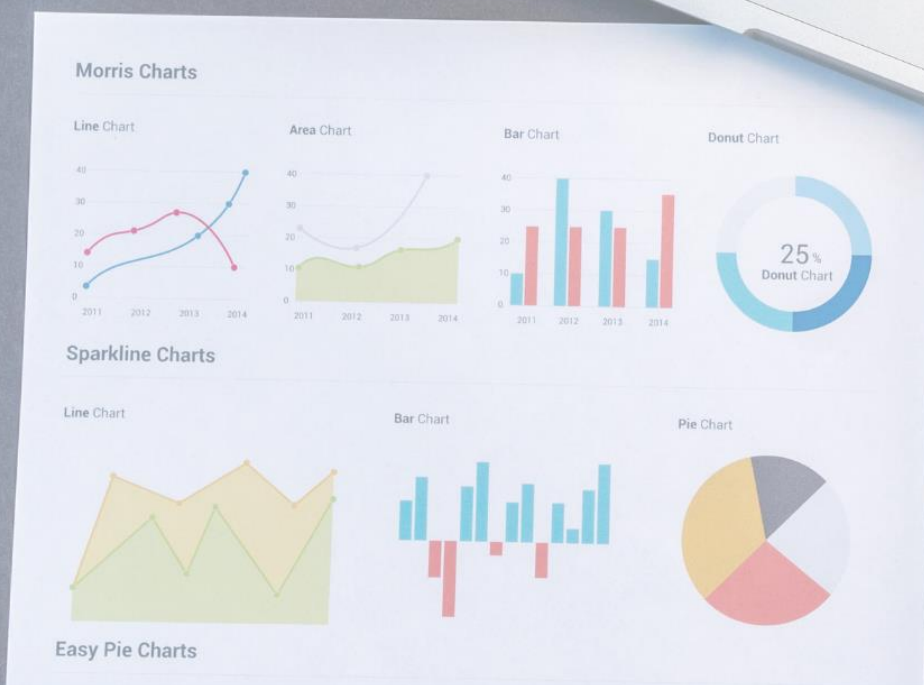 Morris Charts
Line Chart
Area Chart
Bar Chart
Donut Chart
40
30
20
10
0
2011 2012 2013 2014
40
30
20
10
0
2011 2012 2013 2014
40
30
20
10
0
2011 2012 2013 2014
25%
Donut Chart
Sparkline Charts
Line Chart
Bar Chart
Pie Chart
Easy Pie Charts